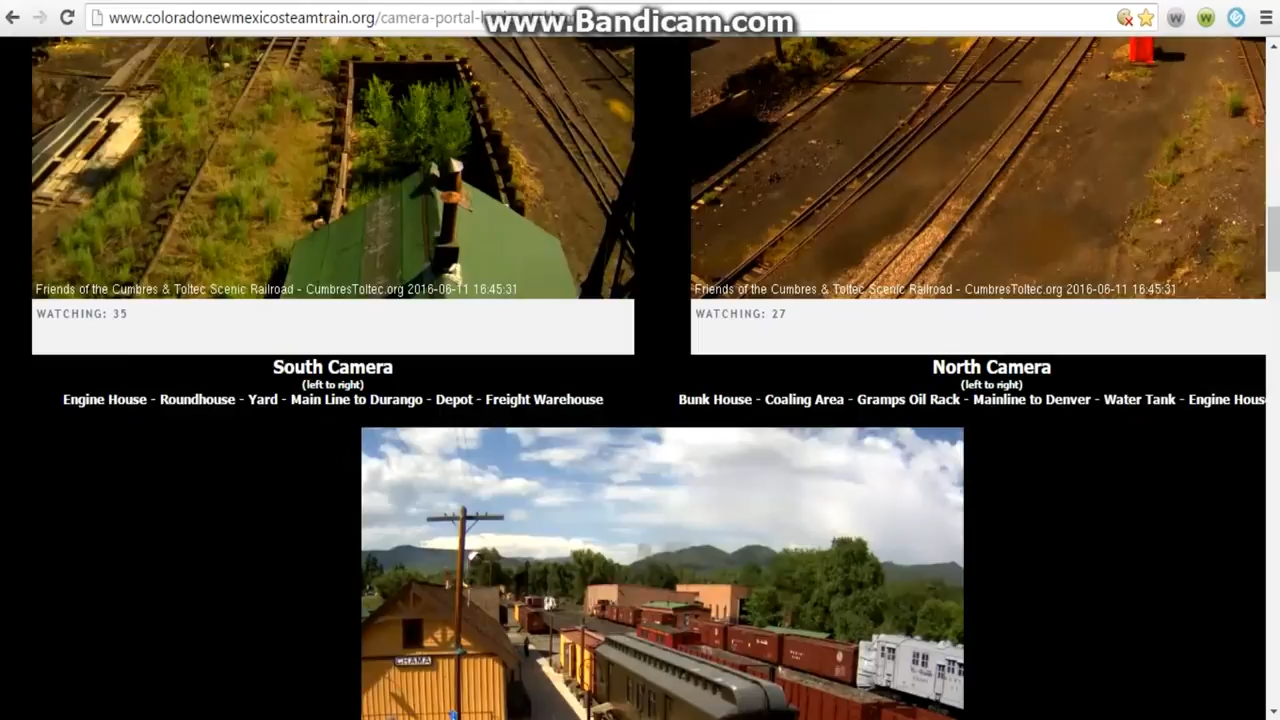 www.coloradonewmexicosteamtrain.org/camera-portal-l
www.Bandicam.com
Friends of the Cumbres & Toltec Scenic Railroad - CumbresToltec.org 2016-06-11 16:45:31
Friends of the Cumbres & Toltec Scenic Railroad - CumbresToltec.org 2016-06-11 16:45:31
WATCHING: 35
WATCHING: 27
South Camera
(left to right)
Engine House - Roundhouse - Yard - Main Line to Durango - Depot - Freight Warehouse
North Camera
(left to right)
Bunk House - Coaling Area - Gramps Oil Rack - Mainline to Denver - Water Tank - Engine Hous
CHAMA